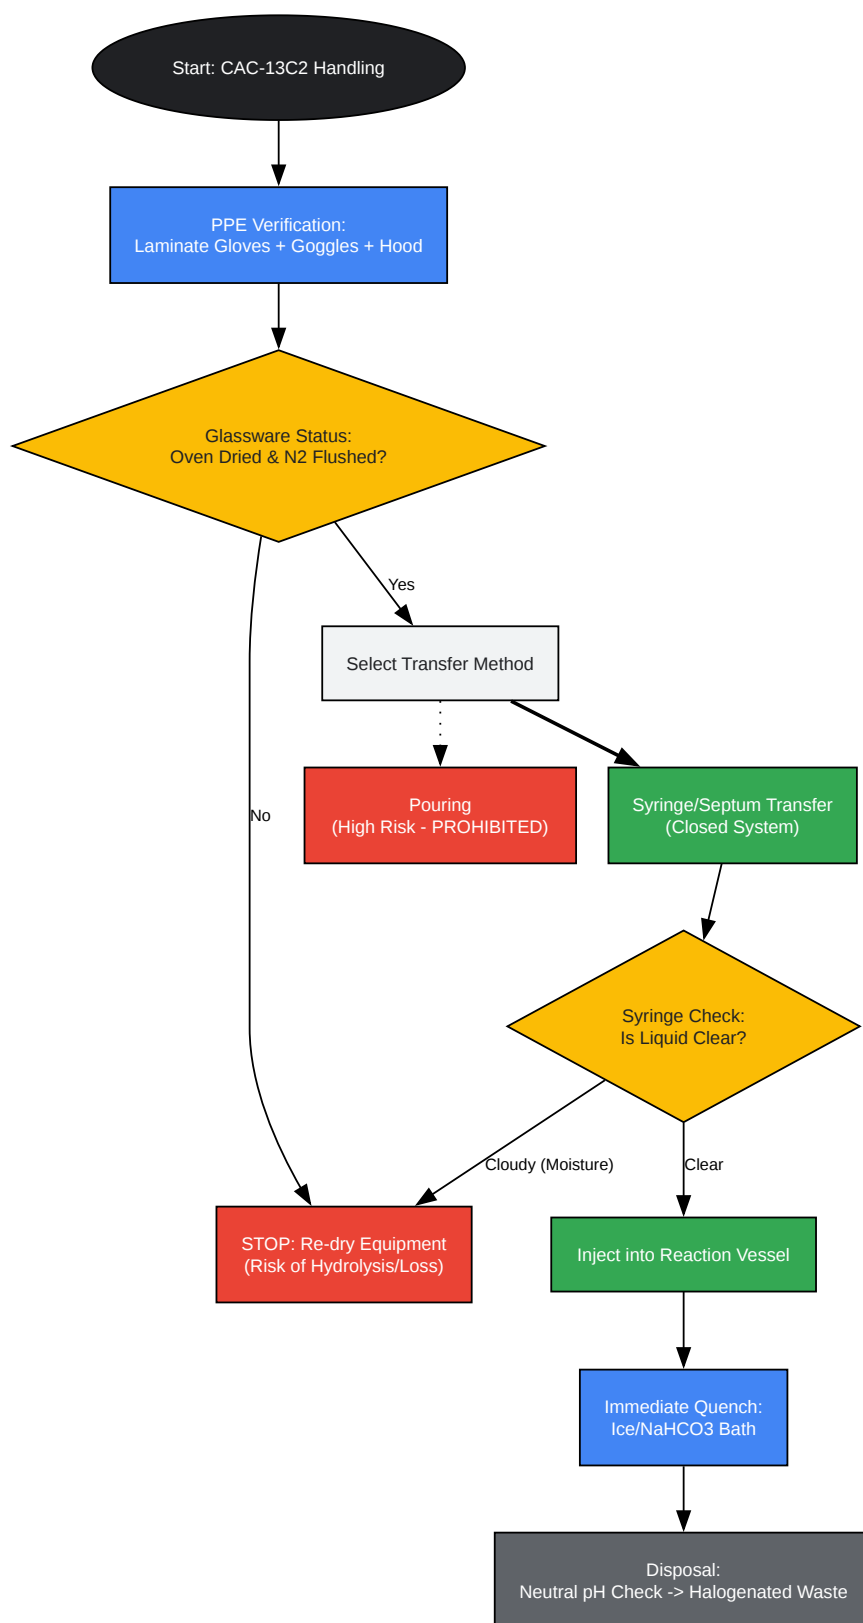 Start: CAC-13C2 Handling
PPE Verification:
Laminate Gloves + Goggles + Hood
Glassware Status:
Oven Dried & N2 Flushed?
Yes
Select Transfer Method
No
Pouring
(High Risk - PROHIBITED)
Syringe/Septum Transfer
(Closed System)
Syringe Check:
Is Liquid Clear?
Cloudy (Moisture)
Clear
STOP: Re-dry Equipment
(Risk of Hydrolysis/Loss)
Inject into Reaction Vessel
Immediate Quench:
Ice/NaHCO3 Bath
Disposal:
Neutral pH Check -> Halogenated Waste